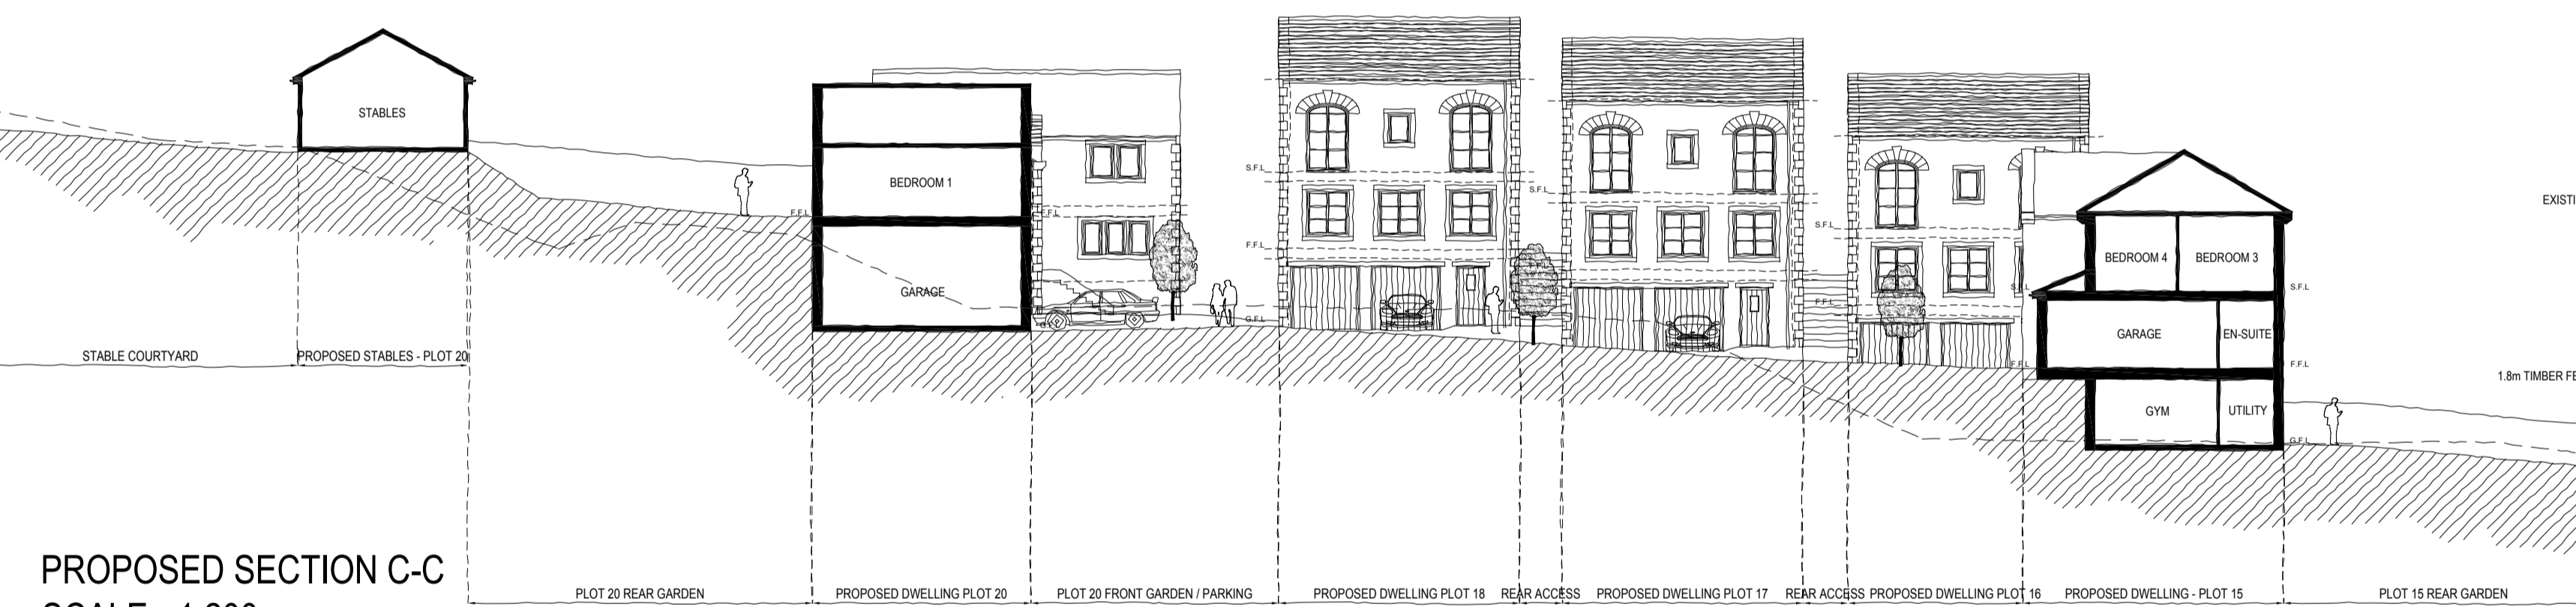 STABLES
BEDROOM 1
GARAGE
F.F.L
F.F.L
G.F.L
S.F.L
F.F.L
G.F.L
S.F.L
F.F.L
S.F.L
F.F.L
BEDROOM 4
BEDROOM 3
S.F.L
S.F.L
GARAGE
EN-SUITE
F.F.L
F.F.L
GYM
UTILITY
G.F.L
EXISTI
1.8m TIMBER FE
STABLE COURTYARD
PROPOSED STABLES - PLOT 20
PLOT 20 REAR GARDEN
PROPOSED DWELLING PLOT 20
PLOT 20 FRONT GARDEN / PARKING
PROPOSED DWELLING PLOT 18
REAR ACCESS
PROPOSED DWELLING PLOT 17
REAR ACCESS
PROPOSED DWELLING PLOT 16
PROPOSED DWELLING - PLOT 15
PLOT 15 REAR GARDEN
PROPOSED SECTION C-C